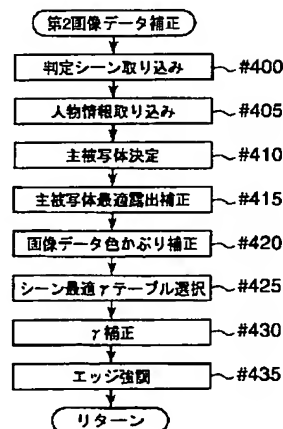 第2画像データ補正
判定シーン取り込み #400
人物情報取り込み #405
主被写体決定 #410
主被写体最適露出補正 #415
画像データ色かぶり補正 #420
シーン最適γテーブル選択 #425
γ補正 #430
エッジ強調 #435
リターン